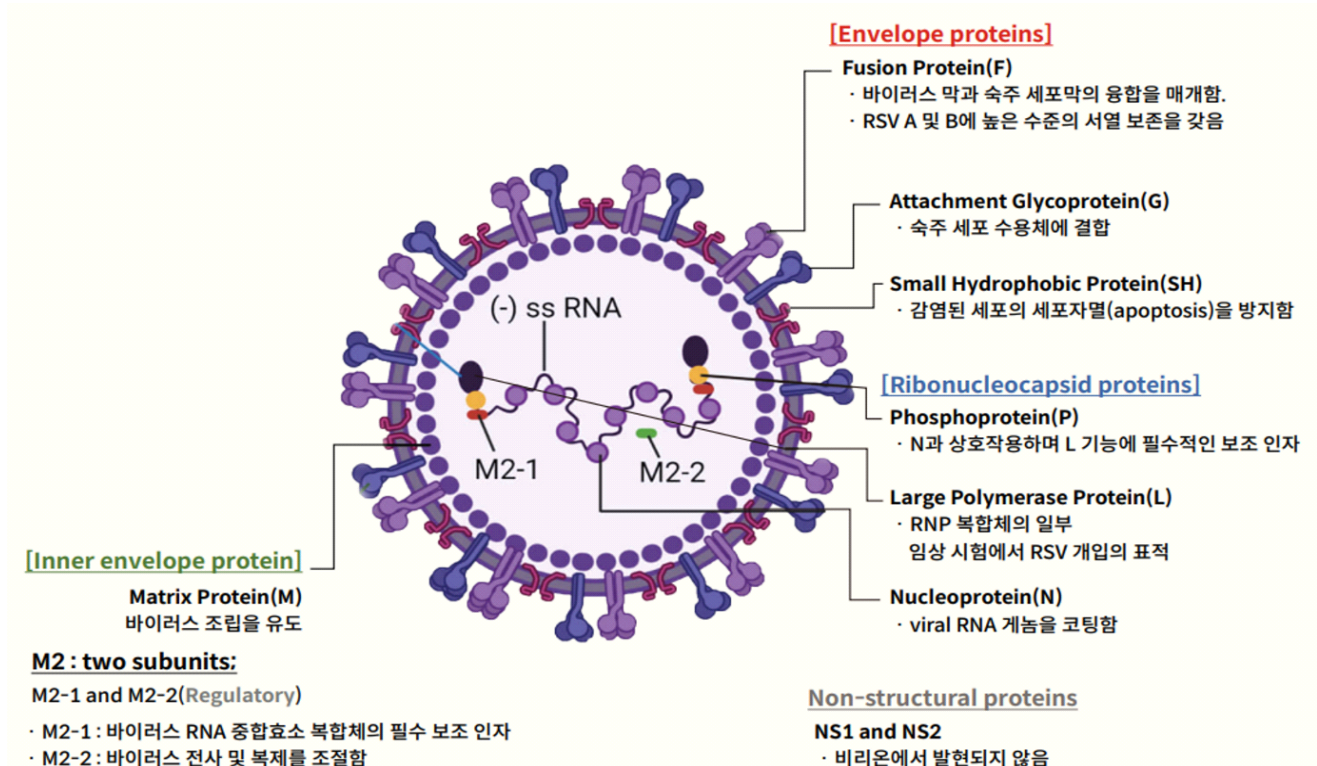 [Envelope proteins]
Fusion Protein(F)
· 바이러스 막과 숙주 세포막의 융합을 매개함.
· RSV A 및 B에 높은 수준의 서열 보존을 갖음
Attachment Glycoprotein(G)
· 숙주 세포 수용체에 결합
Small Hydrophobic Protein(SH)
· 감염된 세포의 세포자멸(apoptosis)을 방지함
(-) ss RNA
M2-1
M2-2
[Ribonucleocapsid proteins]
Phosphoprotein(P)
· N과 상호작용하며 L 기능에 필수적인 보조 인자
Large Polymerase Protein(L)
· RNP 복합체의 일부
임상 시험에서 RSV 개입의 표적
Nucleoprotein(N)
· viral RNA 게놈을 코팅함
[Inner envelope protein]
Matrix Protein(M)
바이러스 조립을 유도
M2 : two subunits;
M2-1 and M2-2(Regulatory)
· M2-1 : 바이러스 RNA 중합효소 복합체의 필수 보조 인자
· M2-2 : 바이러스 전사 및 복제를 조절함
Non-structural proteins
NS1 and NS2
· 비리온에서 발현되지 않음